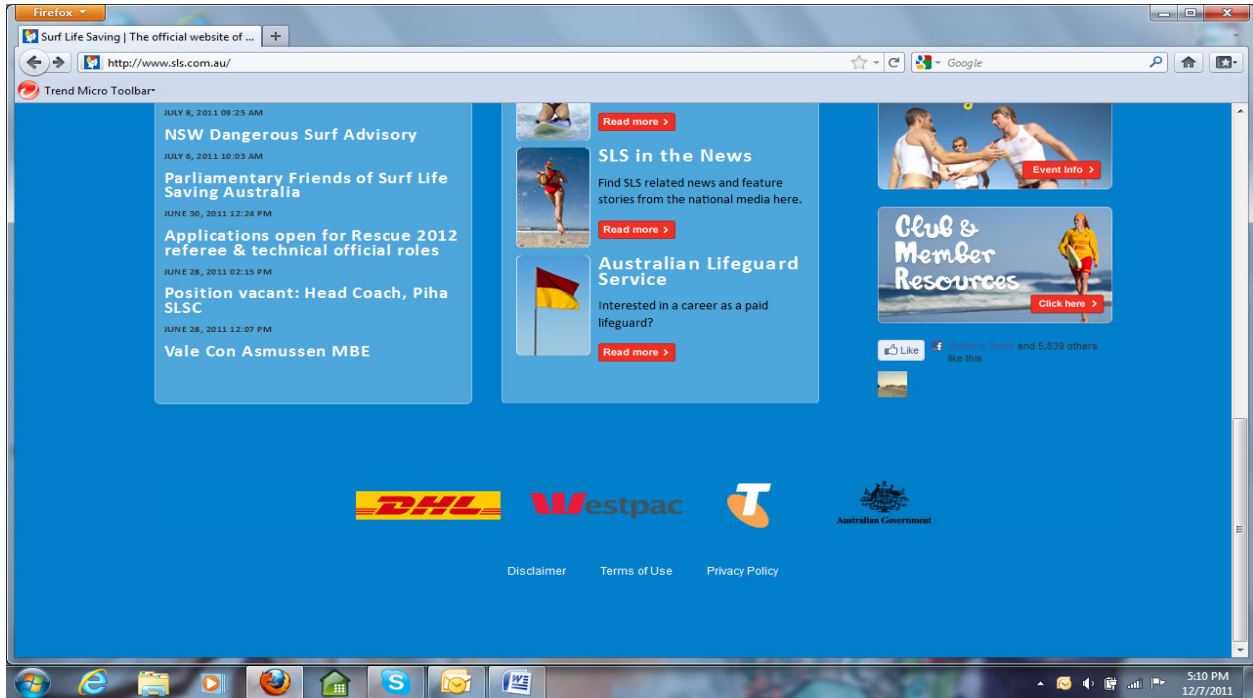 Firefox
Surf Life Saving | The official website of ...
http://www.sls.com.au/
Google
Trend Micro Toolbar
JULY 8, 2011 09:25 AM
NSW Dangerous Surf Advisory
JULY 6, 2011 10:03 AM
Parliamentary Friends of Surf Life
Saving Australia
JUNE 30, 2011 12:24 PM
Applications open for Rescue 2012
referee & technical official roles
JUNE 28, 2011 02:15 PM
Position vacant: Head Coach, Piha
SLSC
JUNE 28, 2011 12:07 PM
Vale Con Asmussen MBE
Read more >
SLS in the News
Find SLS related news and feature
stories from the national media here.
Read more >
Australian Lifeguard
Service
Interested in a career as a paid
lifeguard?
Read more >
Event Info >
Club &
Member
Resources
Click here >
Like
Mathew Smith and 5,839 others
like this.
DHL
Westpac
T
Australian Government
Disclaimer
Terms of Use
Privacy Policy
5:10 PM
12/7/2011